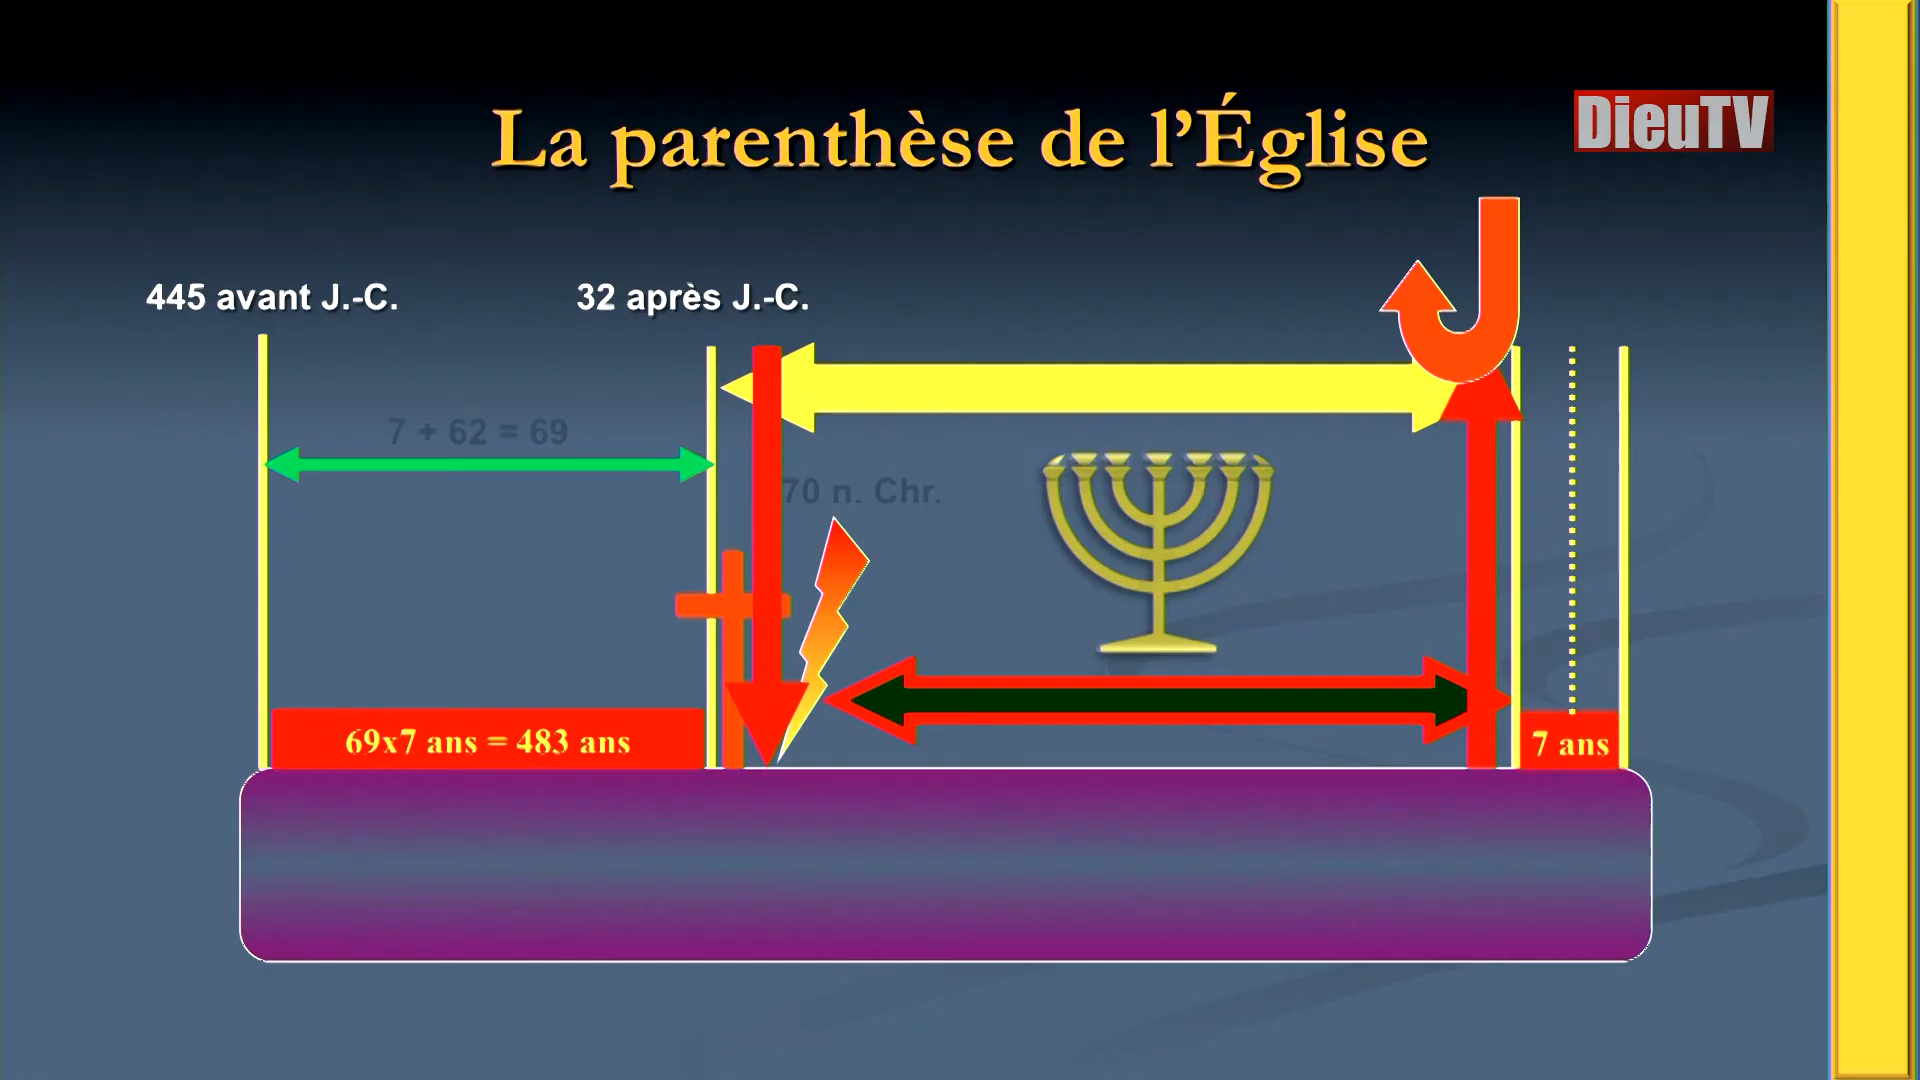 La parenthèse de l’Église
DieuTV
445 avant J.-C.
32 après J.-C.
7 + 62 = 69
70 n. Chr.
69x7 ans = 483 ans
7 ans